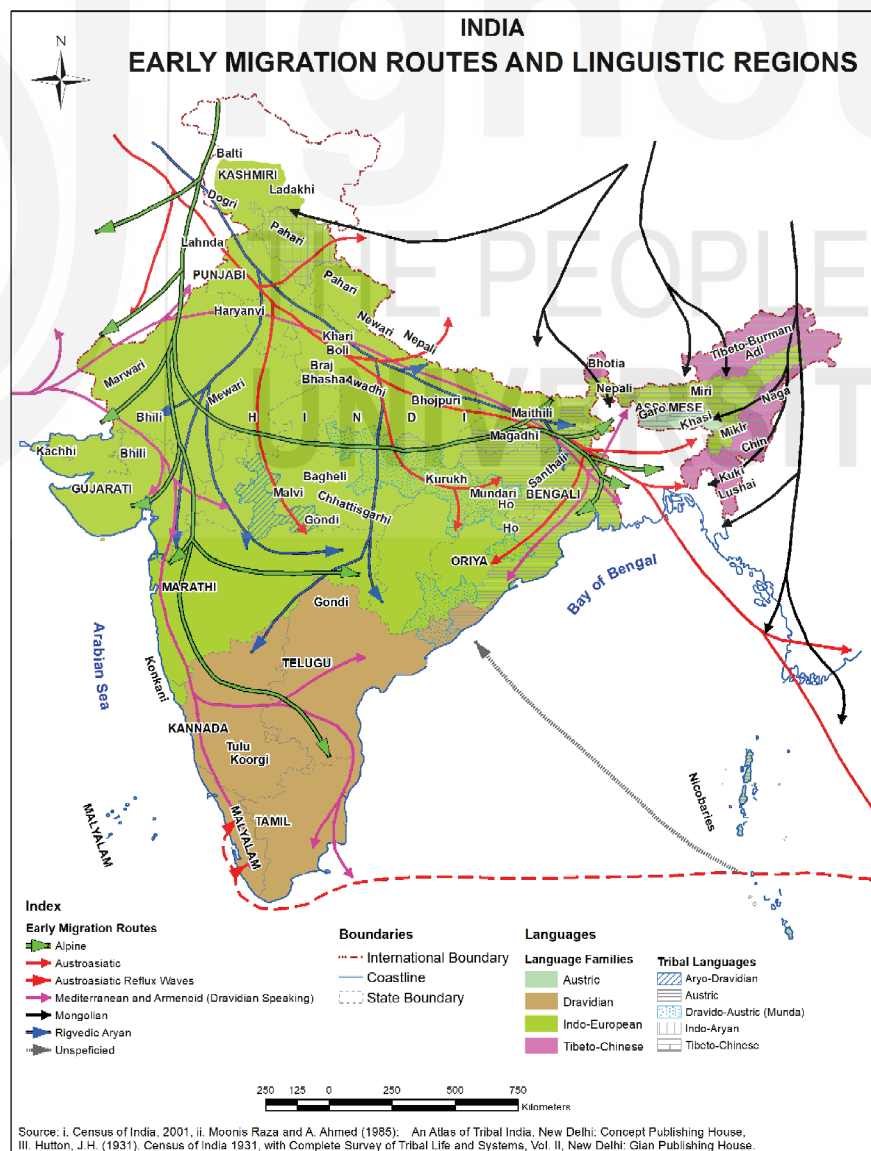 INDIA
EARLY MIGRATION ROUTES AND LINGUISTIC REGIONS
ignou
THE PEOPLE'S
UNIVERSITY
N
Balti
KASHMIRI
Ladakhi
Dogri
Pahari
Lahnda
PUNJABI
Pahari
Haryanvi
Newari
Nepali
Khari
Boli
Marwari
Mewari
Braj
Bhasha
Awadhi
Bhojpuri
Maithili
Magadhi
Bhotia
Nepali
Tibeto-Burman
Adi
Miri
ASSOMESE
Garo
Khasi
Naga
Mikir
Chin
Kuki
Lushai
Bhili
H I N D I
Kachhi
Bhili
GUJARATI
Bagheli
Malvi
Chhattisgarhi
Gondi
Kurukh
Mundari
Ho
Ho
Santhali
BENGALI
ORIYA
MARATHI
Gondi
Bay of Bengal
Arabian Sea
Konkani
TELUGU
KANNADA
Tulu
Koorgi
MALYALAM
MALYALAM
TAMIL
Nicobaries
Index
Early Migration Routes
Alpine
Austroasiatic
Austroasiatic Reflux Waves
Mediterranean and Armenoid (Dravidian Speaking)
Mongolian
Rigvedic Aryan
Unspeficied
Boundaries
International Boundary
Coastline
State Boundary
Languages
Language Families
Austric
Dravidian
Indo-European
Tibeto-Chinese
Tribal Languages
Aryo-Dravidian
Austric
Dravido-Austric (Munda)
Indo-Aryan
Tibeto-Chinese
250 125 0 250 500 750
Kilometers
Source: i. Census of India, 2001, ii. Moonis Raza and A. Ahmed (1985): An Atlas of Tribal India, New Delhi: Concept Publishing House,
III. Hutton, J.H. (1931). Census of India 1931, with Complete Survey of Tribal Life and Systems, Vol. II, New Delhi: Gian Publishing House.